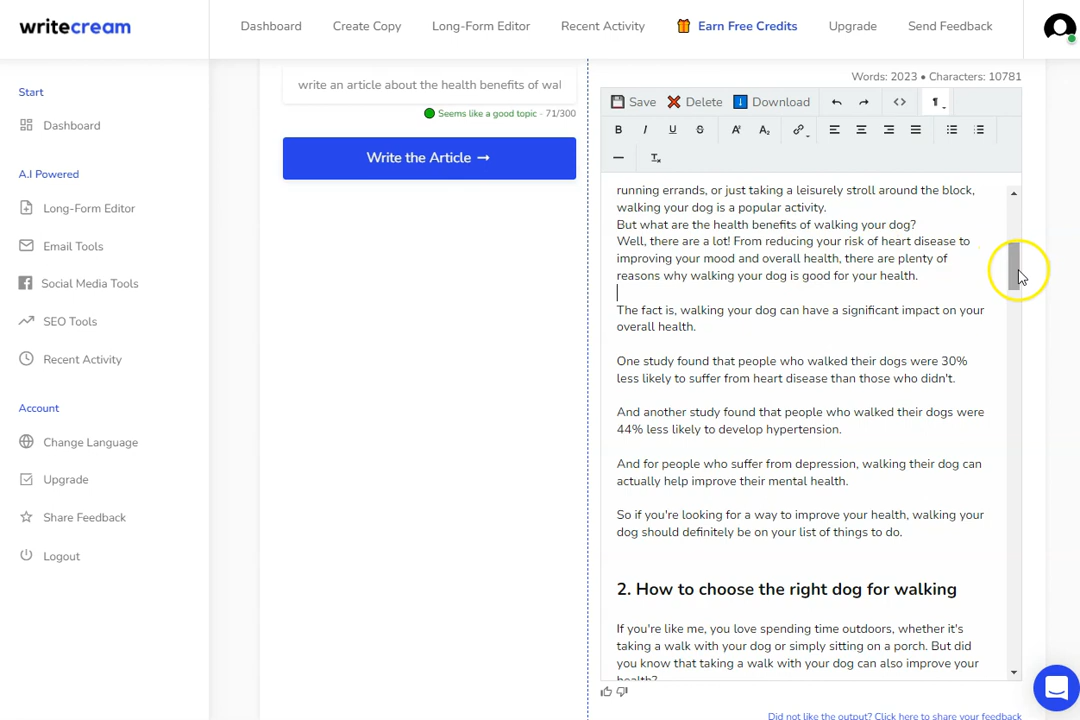 writecream
Dashboard
Create Copy
Long-Form Editor
Recent Activity
Earn Free Credits
Upgrade
Send Feedback
Start
Dashboard
A.I Powered
Long-Form Editor
Email Tools
Social Media Tools
SEO Tools
Recent Activity
Account
Change Language
Upgrade
Share Feedback
Logout
write an article about the health benefits of wal
Seems like a good topic - 71/300
Write the Article →
Words: 2023 • Characters: 10781
Save
Delete
Download
running errands, or just taking a leisurely stroll around the block,
walking your dog is a popular activity.
But what are the health benefits of walking your dog?
Well, there are a lot! From reducing your risk of heart disease to
improving your mood and overall health, there are plenty of
reasons why walking your dog is good for your health.
The fact is, walking your dog can have a significant impact on your
overall health.
One study found that people who walked their dogs were 30%
less likely to suffer from heart disease than those who didn't.
And another study found that people who walked their dogs were
44% less likely to develop hypertension.
And for people who suffer from depression, walking their dog can
actually help improve their mental health.
So if you're looking for a way to improve your health, walking your
dog should definitely be on your list of things to do.
2. How to choose the right dog for walking
If you're like me, you love spending time outdoors, whether it's
taking a walk with your dog or simply sitting on a porch. But did
you know that taking a walk with your dog can also improve your
health?
Did not like the output? Click here to share your feedback